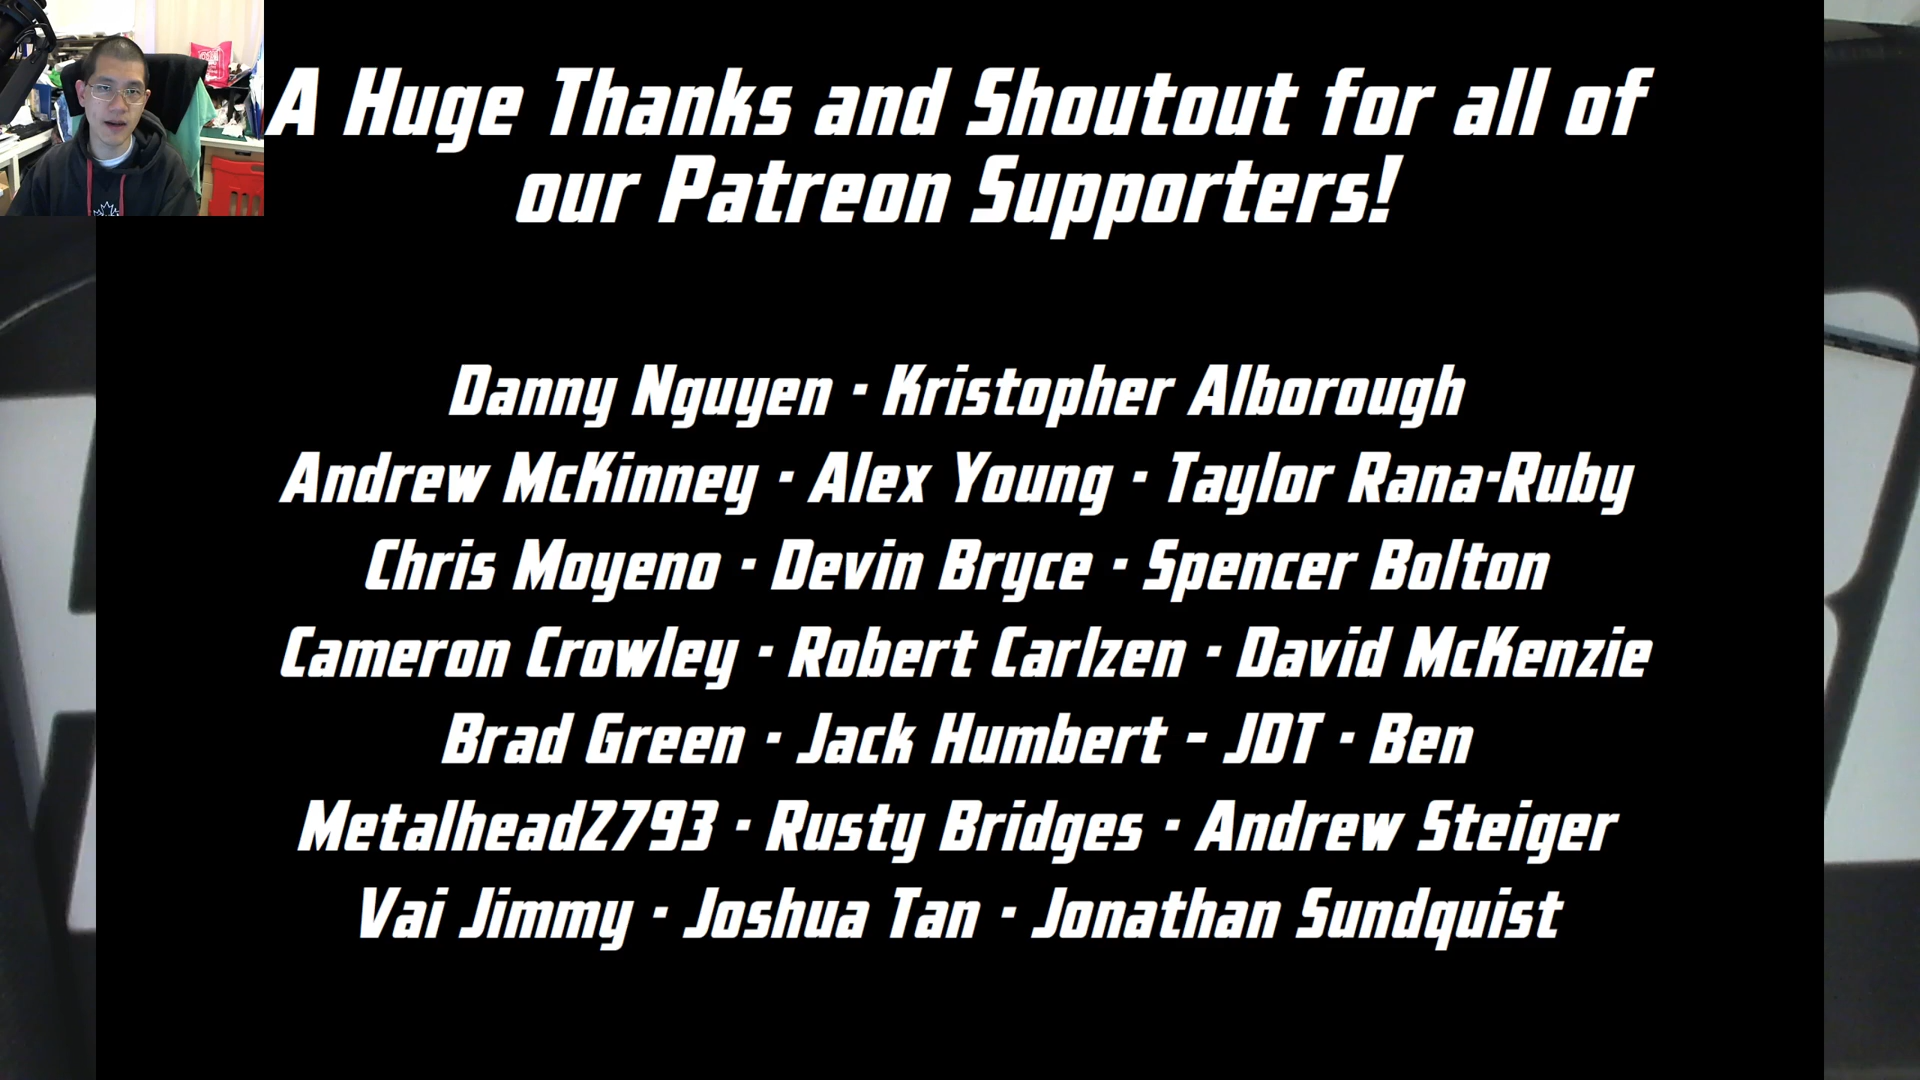 A Huge Thanks and Shoutout for all of
our Patreon Supporters!
Danny Nguyen - Kristopher Alborough
Andrew McKinney - Alex Young - Taylor Rana-Ruby
Chris Moyeno - Devin Bryce - Spencer Bolton
Cameron Crowley - Robert Carlzen - David McKenzie
Brad Green - Jack Humbert – JDT - Ben
Metalhead2793 - Rusty Bridges - Andrew Steiger
Vai Jimmy - Joshua Tan - Jonathan Sundquist